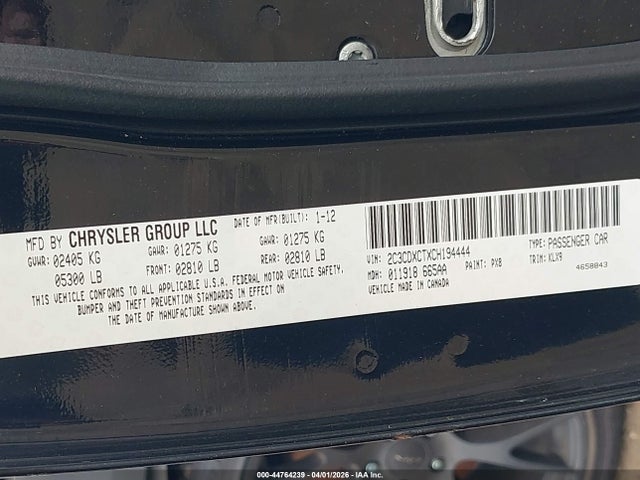 MFD BY CHRYSLER GROUP LLC DATE OF MFR(BUILT): 1-12
GVWR: 02405 KG GAWR: 01275 KG GAWR: 01275 KG
05300 LB FRONT: 02810 LB REAR: 02810 LB
THIS VEHICLE CONFORMS TO ALL APPLICABLE U.S.A. FEDERAL MOTOR VEHICLE SAFETY,
BUMPER AND THEFT PREVENTION STANDARDS IN EFFECT ON
THE DATE OF MANUFACTURE SHOWN ABOVE.
VIN: 2C3CDXCTXCH194444 TYPE: PASSENGER CAR
MDH: 011918 665AA PAINT: PX8 TRIM: KLX9
VEHICLE MADE IN CANADA 4658043
000-44764239 - 04/01/2026 - IAA Inc.